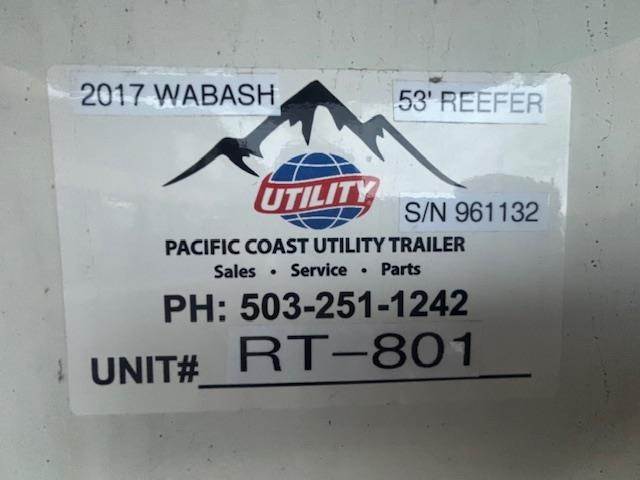 2017 WABASH
53' REEFER
UTILITY
S/N 961132
PACIFIC COAST UTILITY TRAILER
Sales • Service • Parts
PH: 503-251-1242
UNIT# RT-801